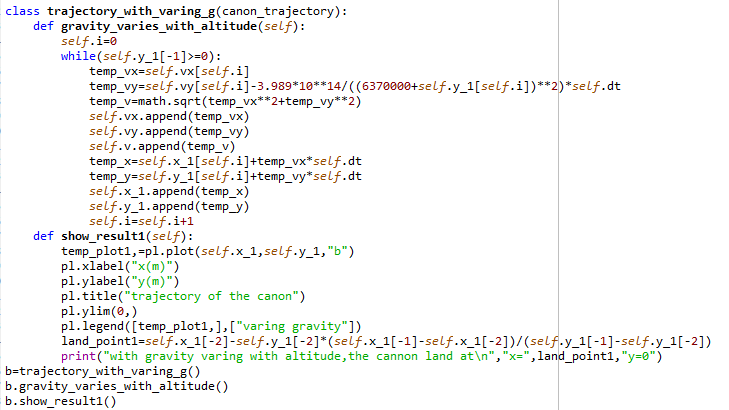 class trajectory_with_varing_g(canon_trajectory):
    def gravity_varies_with_altitude(self):
        self.i=0
        while(self.y_1[-1]>=0):
            temp_vx=self.vx[self.i]
            temp_vy=self.vy[self.i]-3.989*10**14/((6370000+self.y_1[self.i])**2)*self.dt
            temp_v=math.sqrt(temp_vx**2+temp_vy**2)
            self.vx.append(temp_vx)
            self.vy.append(temp_vy)
            self.v.append(temp_v)
            temp_x=self.x_1[self.i]+temp_vx*self.dt
            temp_y=self.y_1[self.i]+temp_vy*self.dt
            self.x_1.append(temp_x)
            self.y_1.append(temp_y)
            self.i=self.i+1
    def show_result1(self):
        temp_plot1,=pl.plot(self.x_1,self.y_1,"b")
        pl.xlabel("x(m)")
        pl.ylabel("y(m)")
        pl.title("trajectory of the canon")
        pl.ylim(0,)
        pl.legend([temp_plot1,],["varing gravity"])
        land_point1=self.x_1[-2]-self.y_1[-2]*(self.x_1[-1]-self.x_1[-2])/(self.y_1[-1]-self.y_1[-2])
        print("with gravity varing with altitude,the cannon land at\n","x=",land_point1,"y=0")
b=trajectory_with_varing_g()
b.gravity_varies_with_altitude()
b.show_result1()